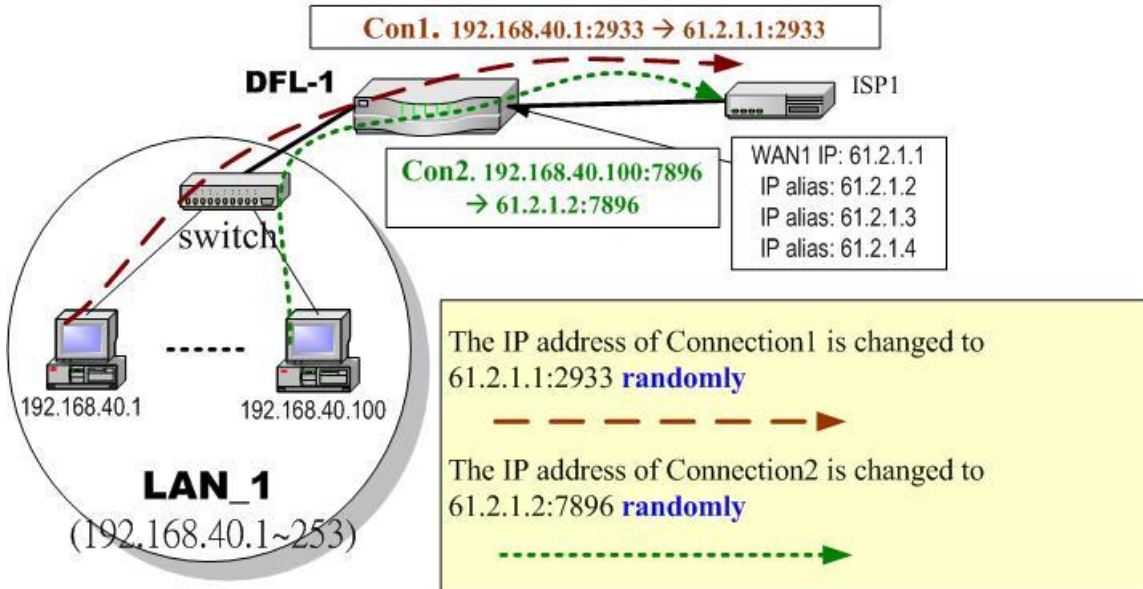 Con1. 192.168.40.1:2933 → 61.2.1.1:2933
DFL-1
ISP1
WAN1 IP: 61.2.1.1
IP alias: 61.2.1.2
IP alias: 61.2.1.3
IP alias: 61.2.1.4
Con2. 192.168.40.100:7896
→ 61.2.1.2:7896
switch
192.168.40.1
192.168.40.100
LAN_1
(192.168.40.1~253)
The IP address of Connection1 is changed to
61.2.1.1:2933 randomly
The IP address of Connection2 is changed to
61.2.1.2:7896 randomly